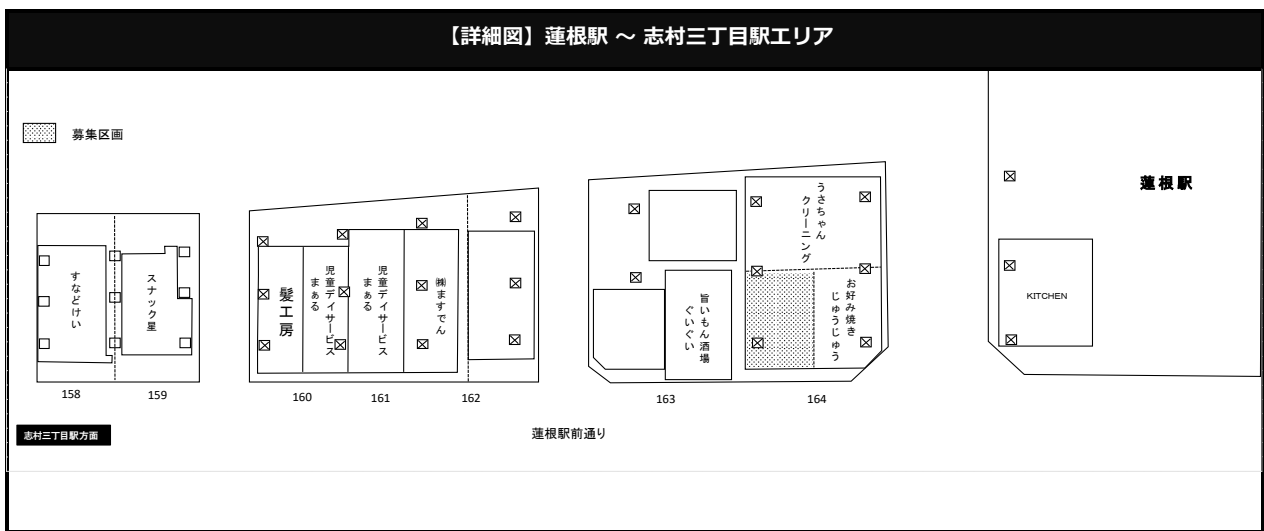 【詳細図】蓮根駅 ～ 志村三丁目駅エリア
募集区画
蓮根駅
うさちゃん
クリーニング
KITCHEN
すなどけい
スナック星
髪工房
児童デイサービス
まぁる
児童デイサービス
まぁる
㈱ますでん
旨いもん酒場
ぐいぐい
お好み焼き
じゅうじゅう
158
159
160
161
162
163
164
志村三丁目駅方面
蓮根駅前通り